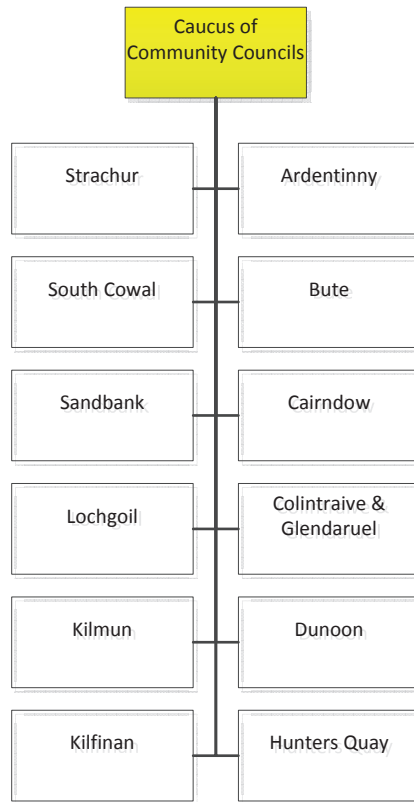 Caucus of
Community Councils
Strachur
Ardentinny
South Cowal
Bute
Sandbank
Cairndow
Lochgoil
Colintraive &
Glendaruel
Kilmun
Dunoon
Kilfinan
Hunters Quay